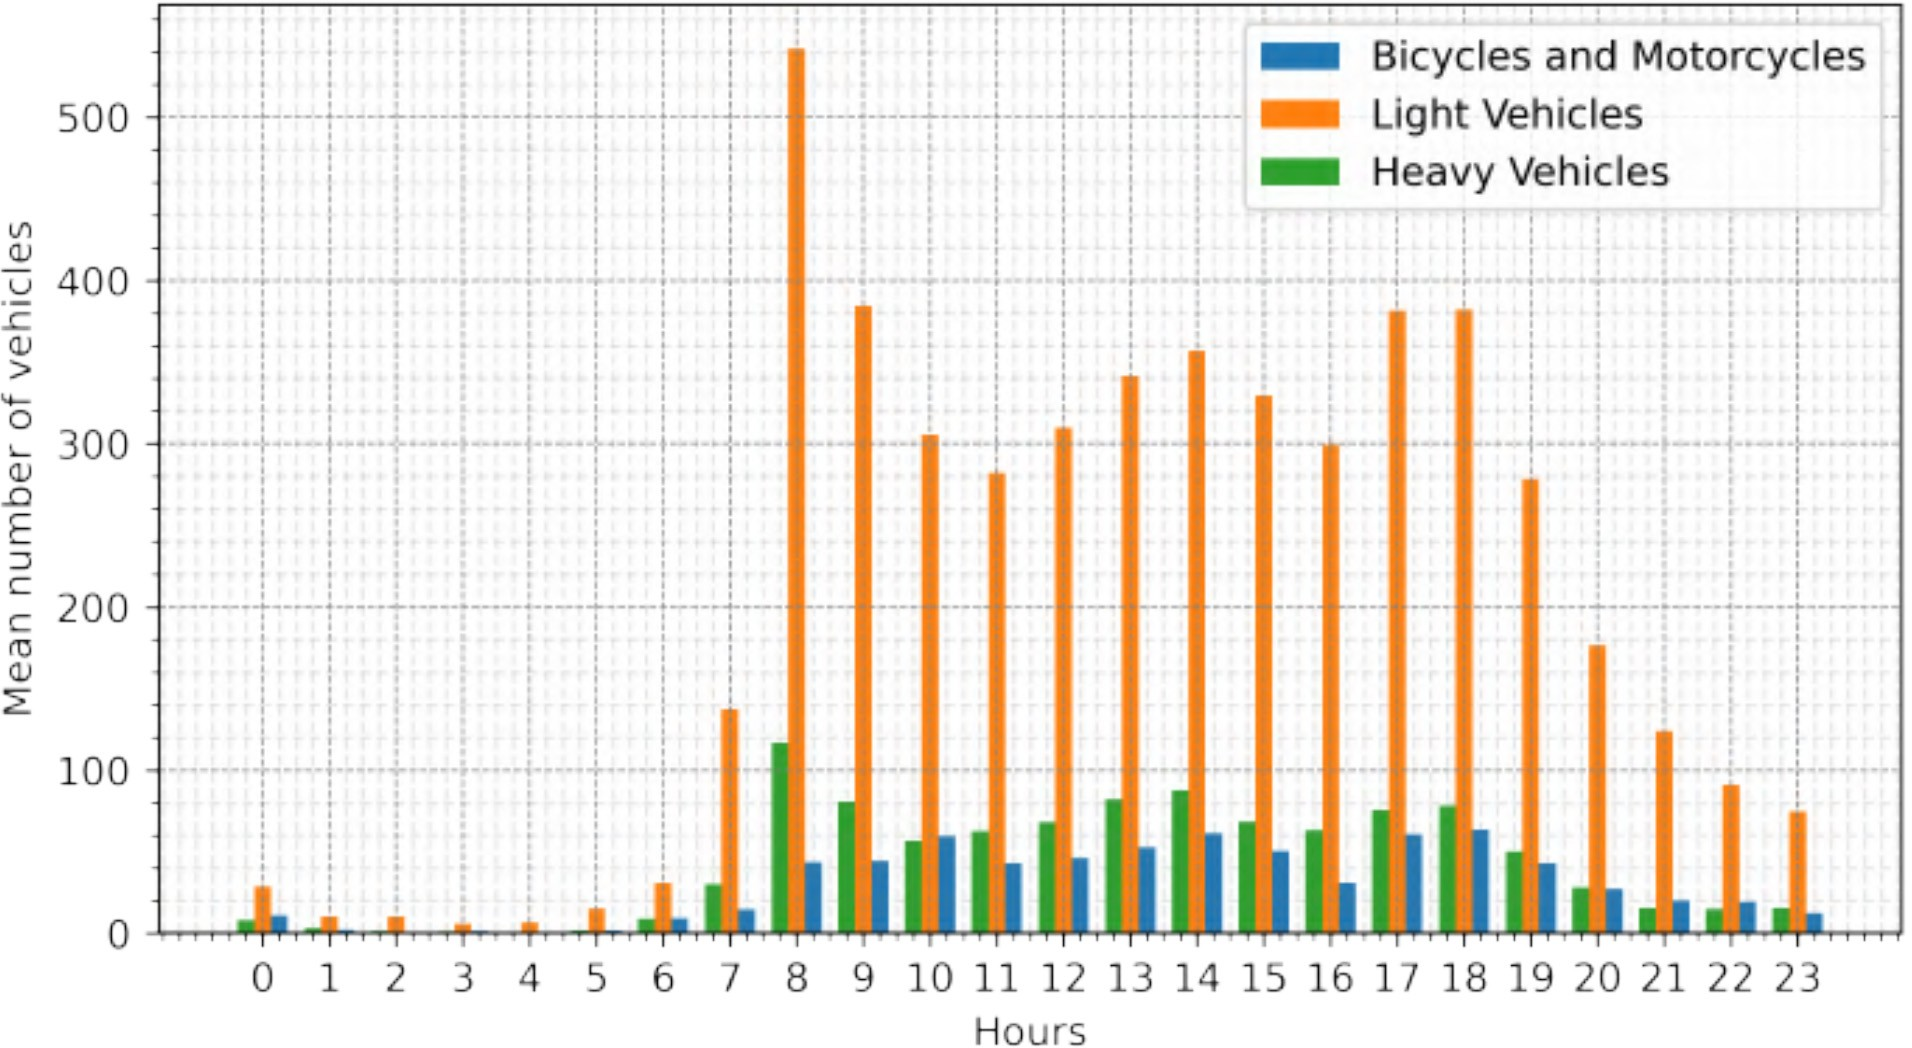 Bicycles and Motorcycles
Light Vehicles
Heavy Vehicles
Mean number of vehicles
500
400
300
200
100
0
0 1 2 3 4 5 6 7 8 9 10 11 12 13 14 15 16 17 18 19 20 21 22 23
Hours